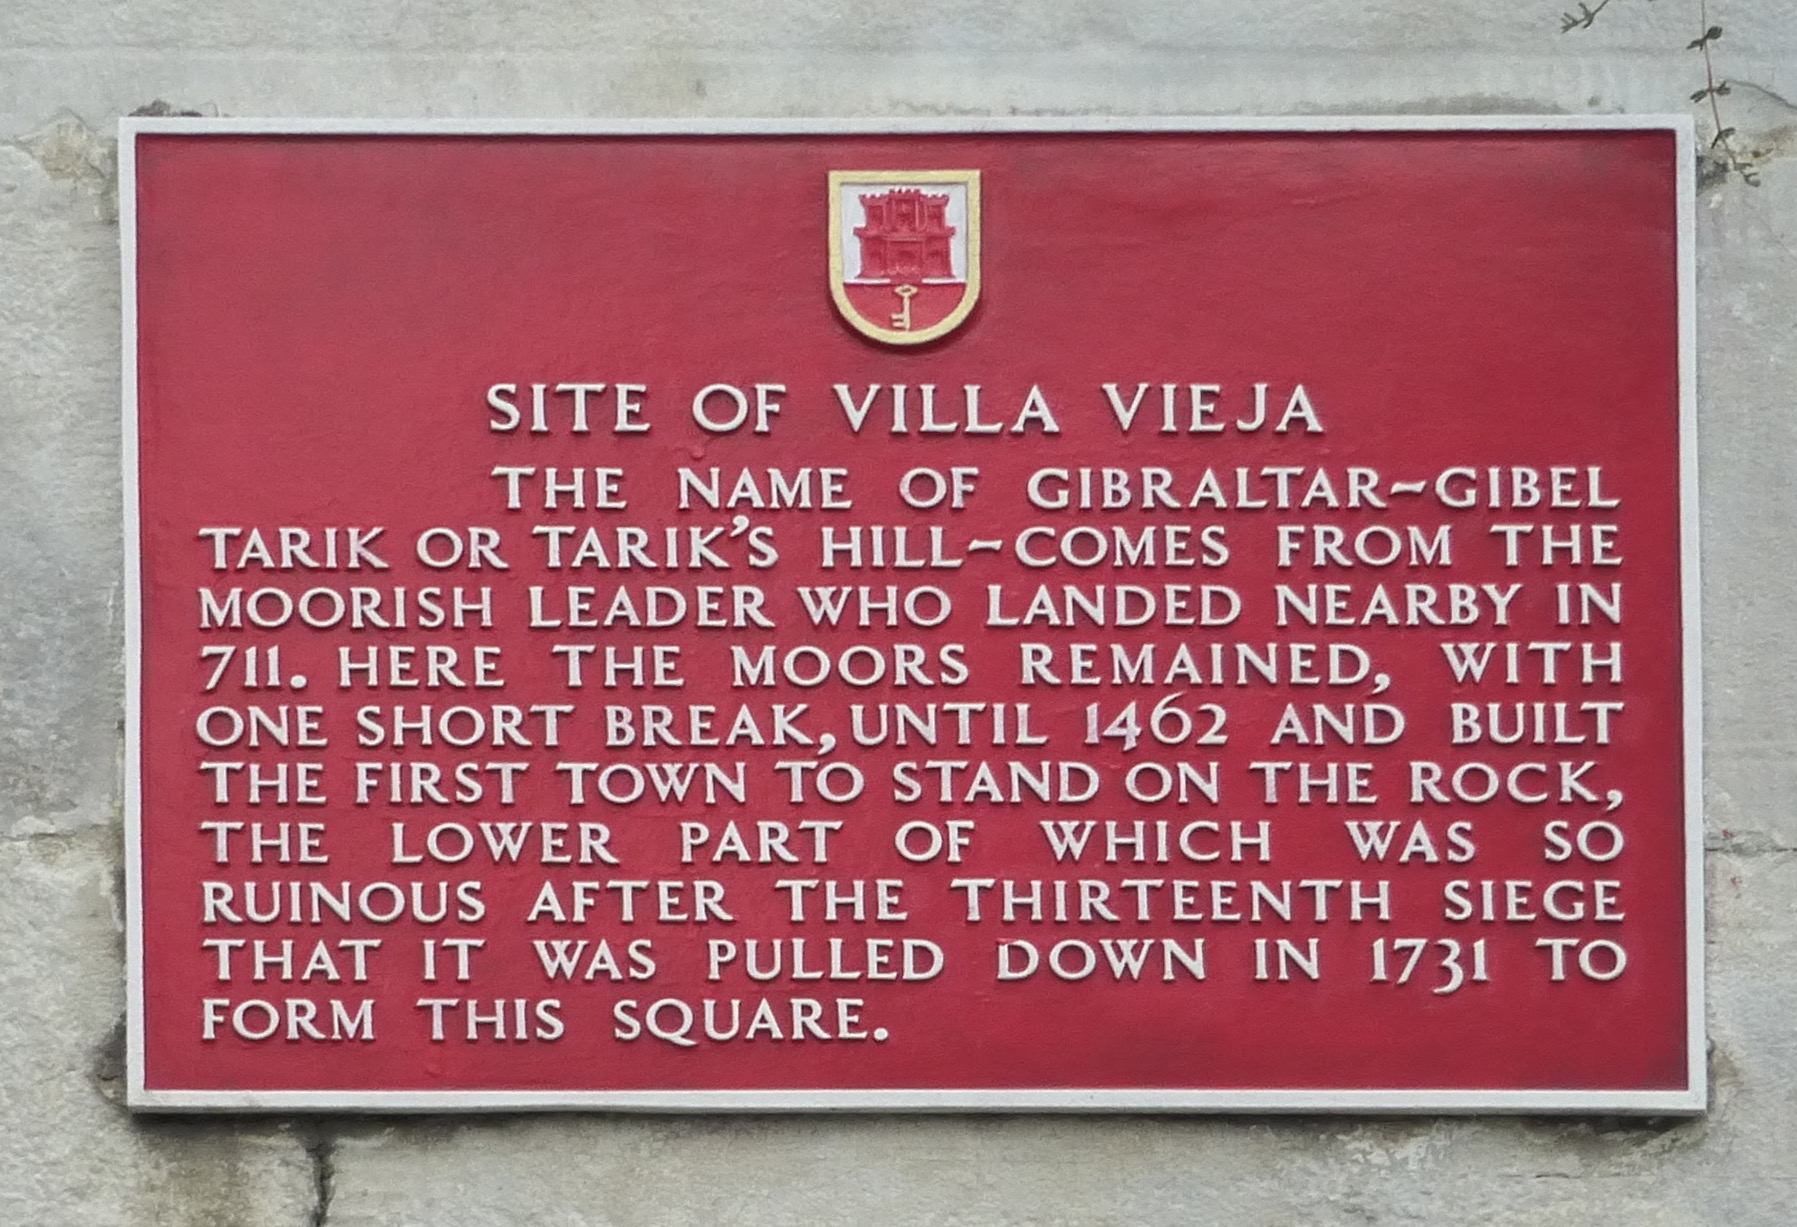 SITE OF VILLA VIEJA
THE NAME OF GIBRALTAR~GIBEL
TARIK OR TARIK'S HILL~COMES FROM THE
MOORISH LEADER WHO LANDED NEARBY IN
711. HERE THE MOORS REMAINED, WITH
ONE SHORT BREAK, UNTIL 1462 AND BUILT
THE FIRST TOWN TO STAND ON THE ROCK,
THE LOWER PART OF WHICH WAS SO
RUINOUS AFTER THE THIRTEENTH SIEGE
THAT IT WAS PULLED DOWN IN 1731 TO
FORM THIS SQUARE.